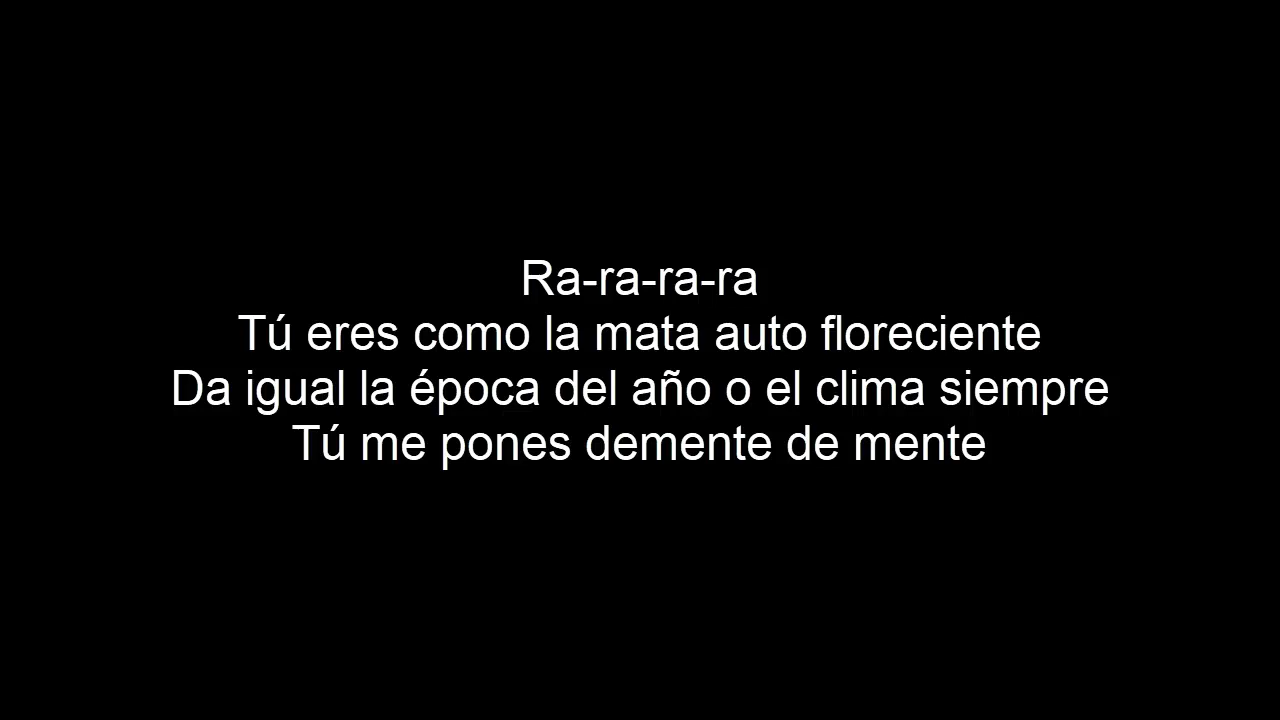 Ra-ra-ra-ra
Tú eres como la mata auto floreciente
Da igual la época del año o el clima siempre
Tú me pones demente de mente